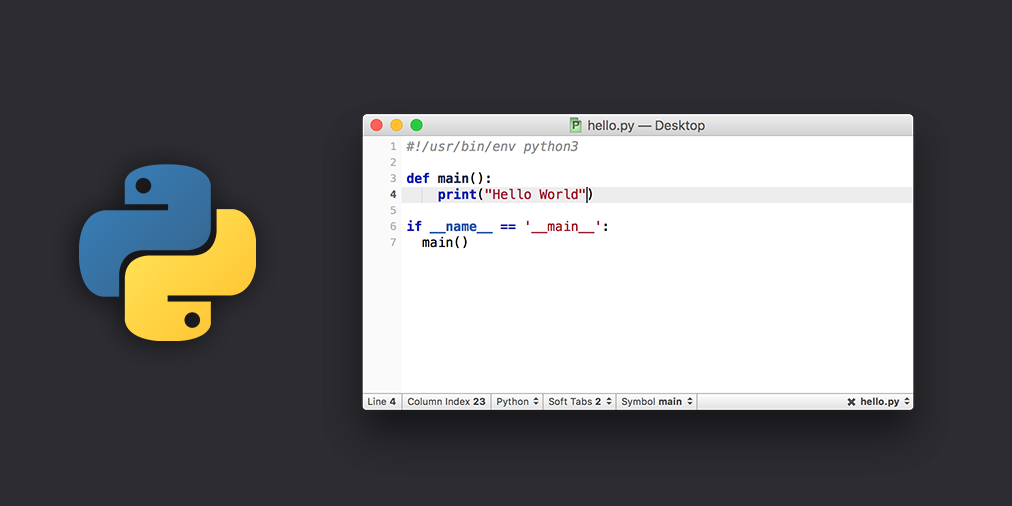 hello.py — Desktop
1 #!/usr/bin/env python3
2
3 def main():
4     print("Hello World")
5
6 if __name__ == '__main__':
7   main()
Line 4 Column Index 23 Python Soft Tabs 2 Symbol main hello.py